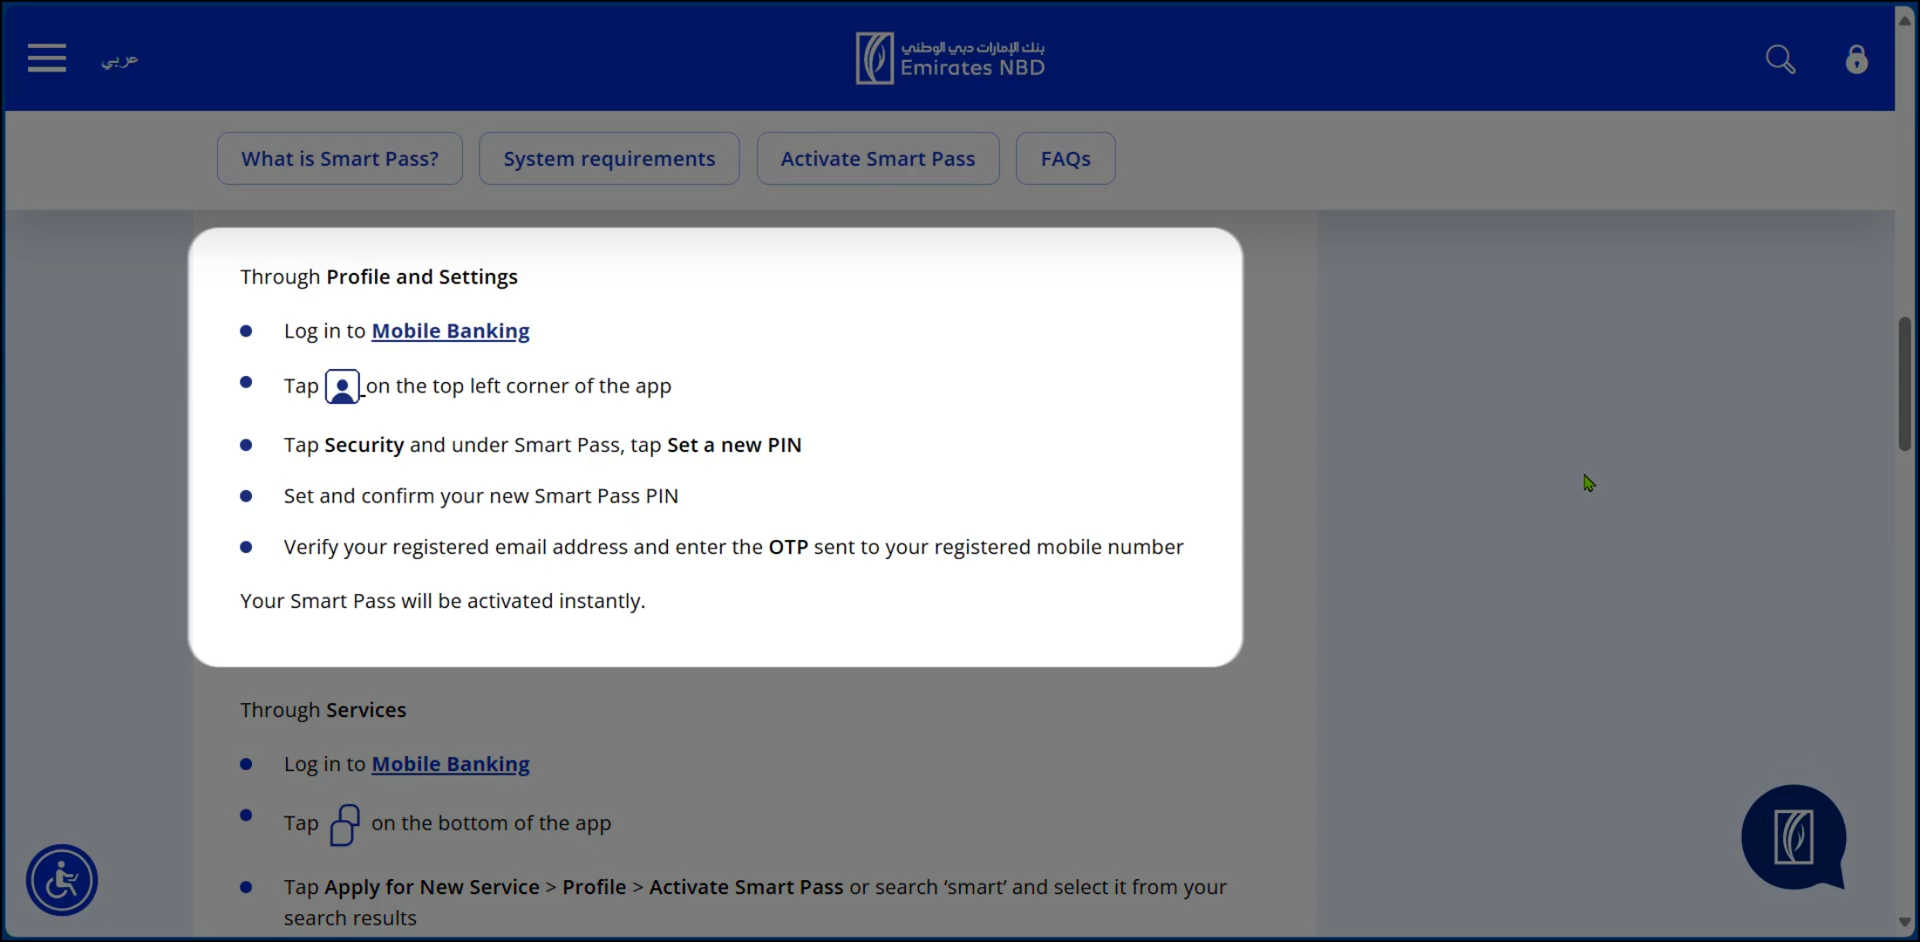 عربي
بنك الإمارات دبي الوطني
Emirates NBD
What is Smart Pass?
System requirements
Activate Smart Pass
FAQs
Through Profile and Settings
Log in to Mobile Banking
Tap on the top left corner of the app
Tap Security and under Smart Pass, tap Set a new PIN
Set and confirm your new Smart Pass PIN
Verify your registered email address and enter the OTP sent to your registered mobile number
Your Smart Pass will be activated instantly.
Through Services
Log in to Mobile Banking
Tap on the bottom of the app
Tap Apply for New Service > Profile > Activate Smart Pass or search ‘smart’ and select it from your
search results